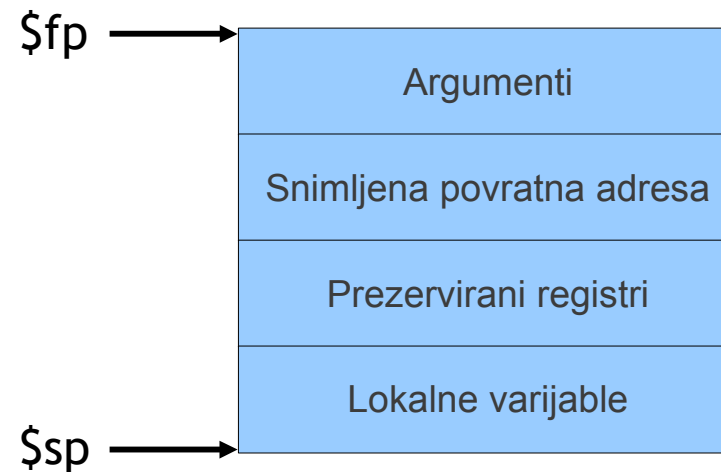 $fp
Argumenti
Snimljena povratna adresa
Prezervirani registri
Lokalne varijable
$sp